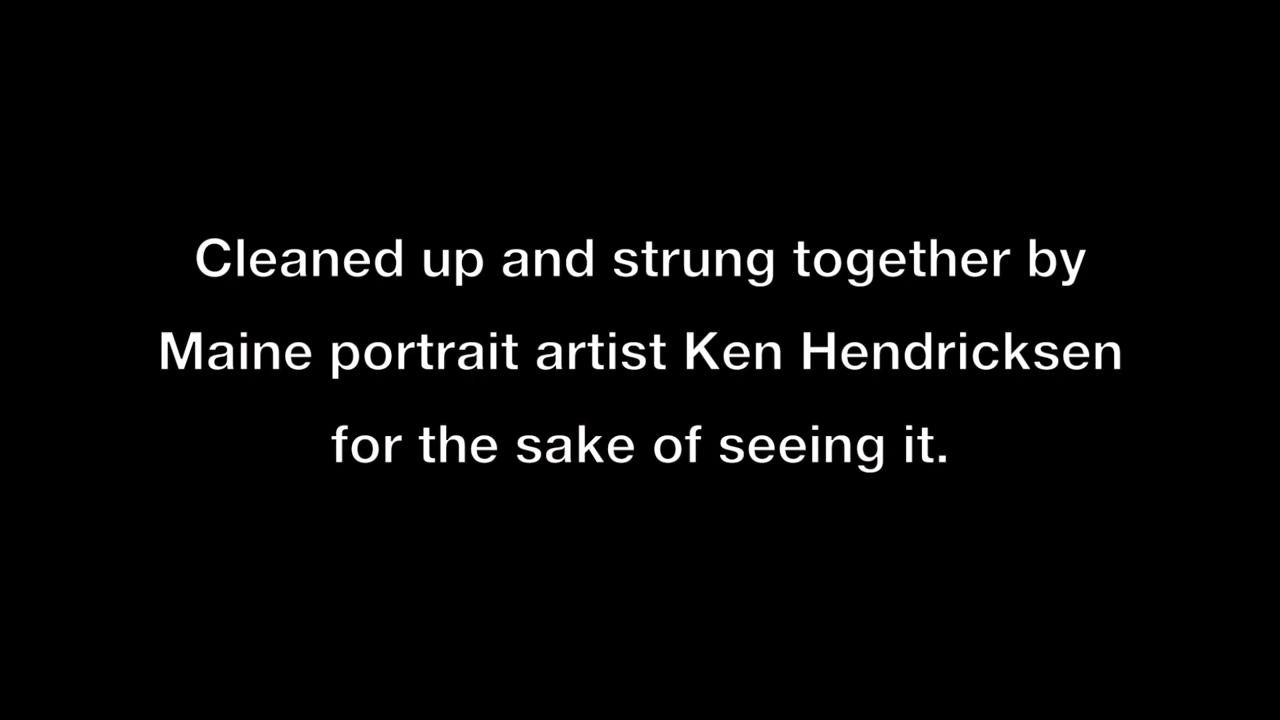 Cleaned up and strung together by
Maine portrait artist Ken Hendricksen
for the sake of seeing it.